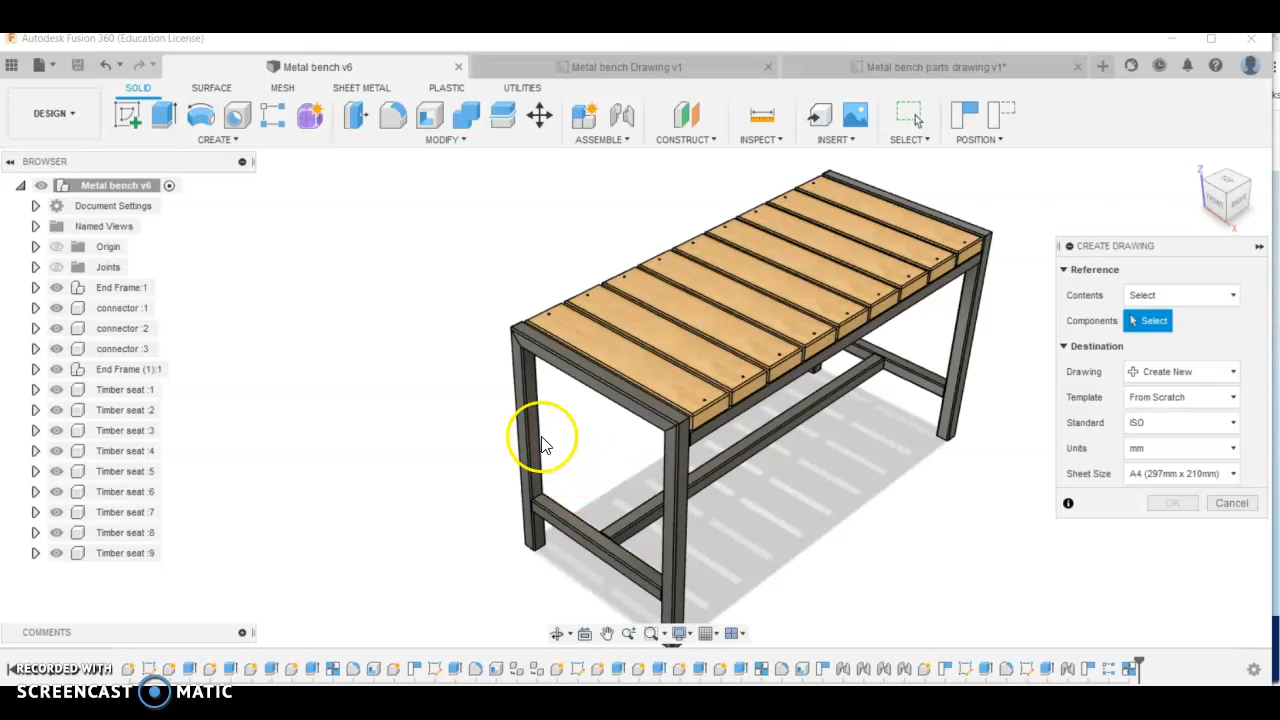 Autodesk Fusion 360 (Education License)
Metal bench v6
Metal bench Drawing v1
Metal bench parts drawing v1*
SOLID SURFACE MESH SHEET METAL PLASTIC UTILITIES
DESIGN
CREATE MODIFY ASSEMBLE CONSTRUCT INSPECT INSERT SELECT POSITION
BROWSER
Metal bench v6
Document Settings
Named Views
Origin
Joints
End Frame:1
connector :1
connector :2
connector :3
End Frame (1):1
Timber seat :1
Timber seat :2
Timber seat :3
Timber seat :4
Timber seat :5
Timber seat :6
Timber seat :7
Timber seat :8
Timber seat :9
TOP
FRONT
RIGHT
Z
X
CREATE DRAWING
Reference
Contents Select
Components Select
Destination
Drawing Create New
Template From Scratch
Standard ISO
Units mm
Sheet Size A4 (297mm x 210mm)
OK Cancel
COMMENTS
RECORDED WITH
SCREENCAST MATIC